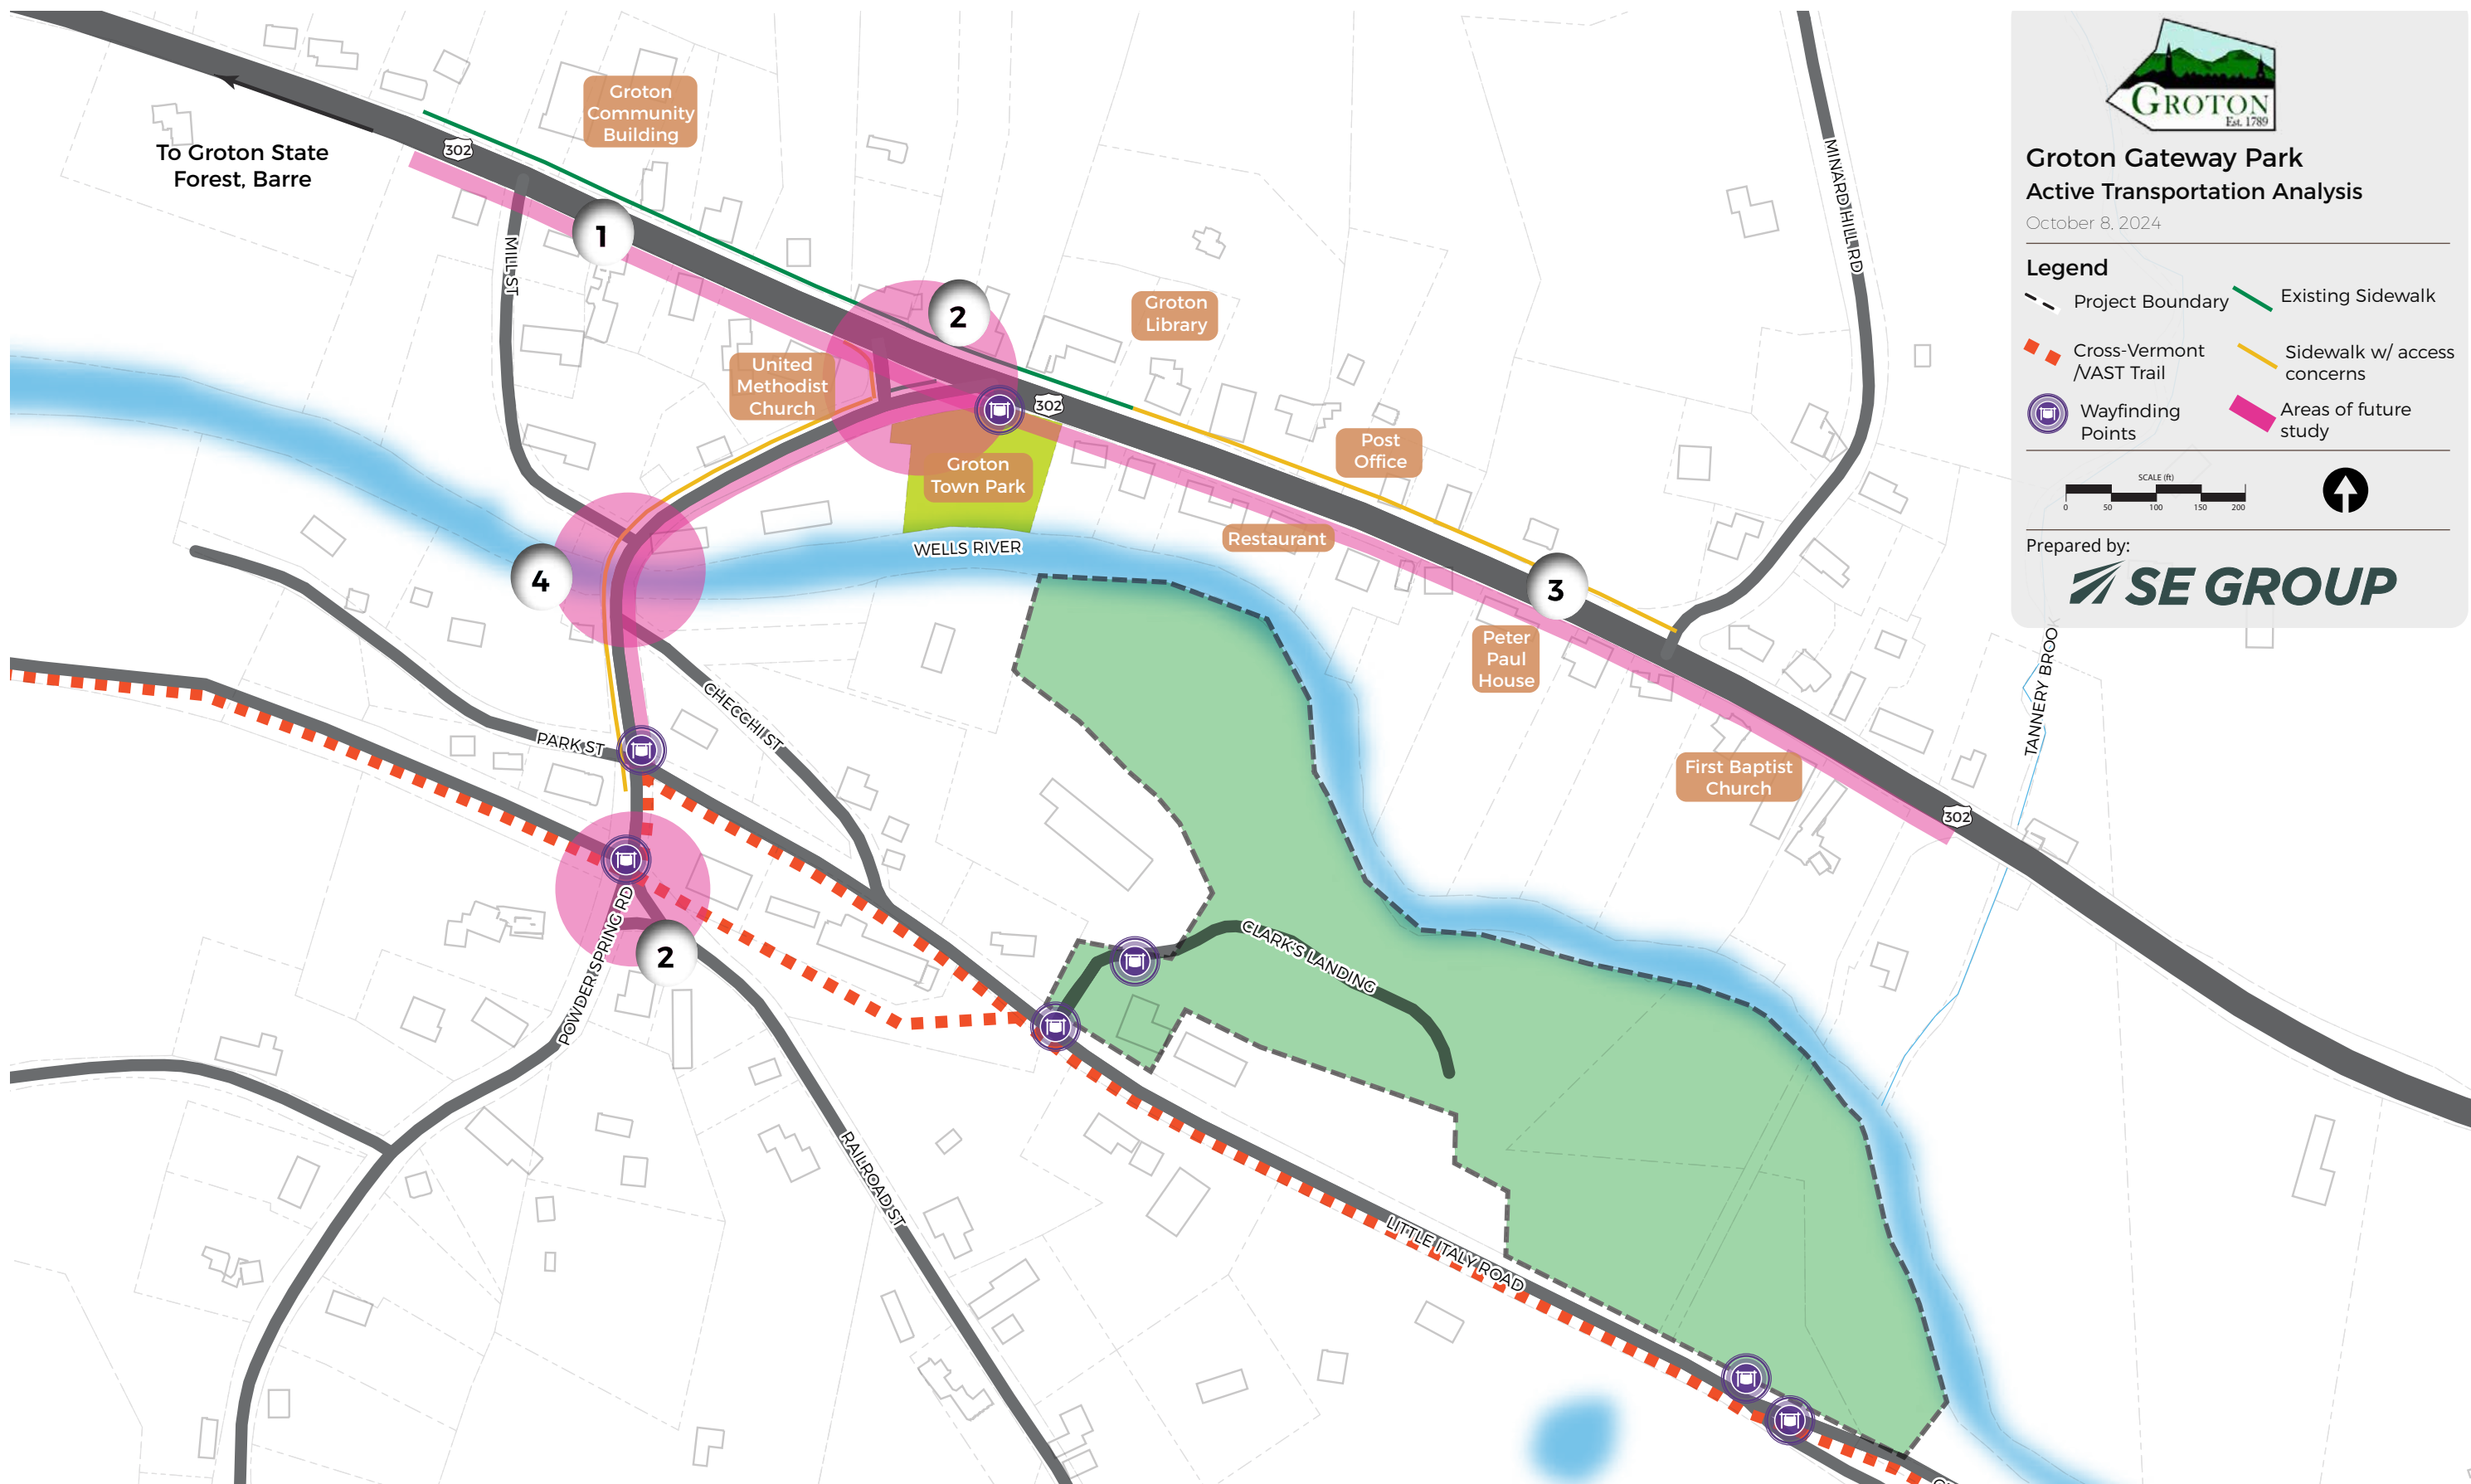 GROTON
Est. 1789
Groton Gateway Park
Active Transportation Analysis
October 8, 2024
Legend
Project Boundary
Existing Sidewalk
Cross-Vermont
/VAST Trail
Sidewalk w/ access
concerns
Wayfinding
Points
Areas of future
study
SCALE (ft)
0 50 100 150 200
Prepared by:
SE GROUP
To Groton State
Forest, Barre
302
Groton
Community
Building
MILL ST
1
2
United
Methodist
Church
Groton
Town Park
302
Groton
Library
Post
Office
Restaurant
MINARD HILL RD
3
Peter
Paul
House
First Baptist
Church
302
TANNERY BROOK
WELLS RIVER
4
CHECCHI ST
PARK ST
POWDER SPRING RD
2
RAILROAD ST
CLARK'S LANDING
LITTLE ITALY ROAD